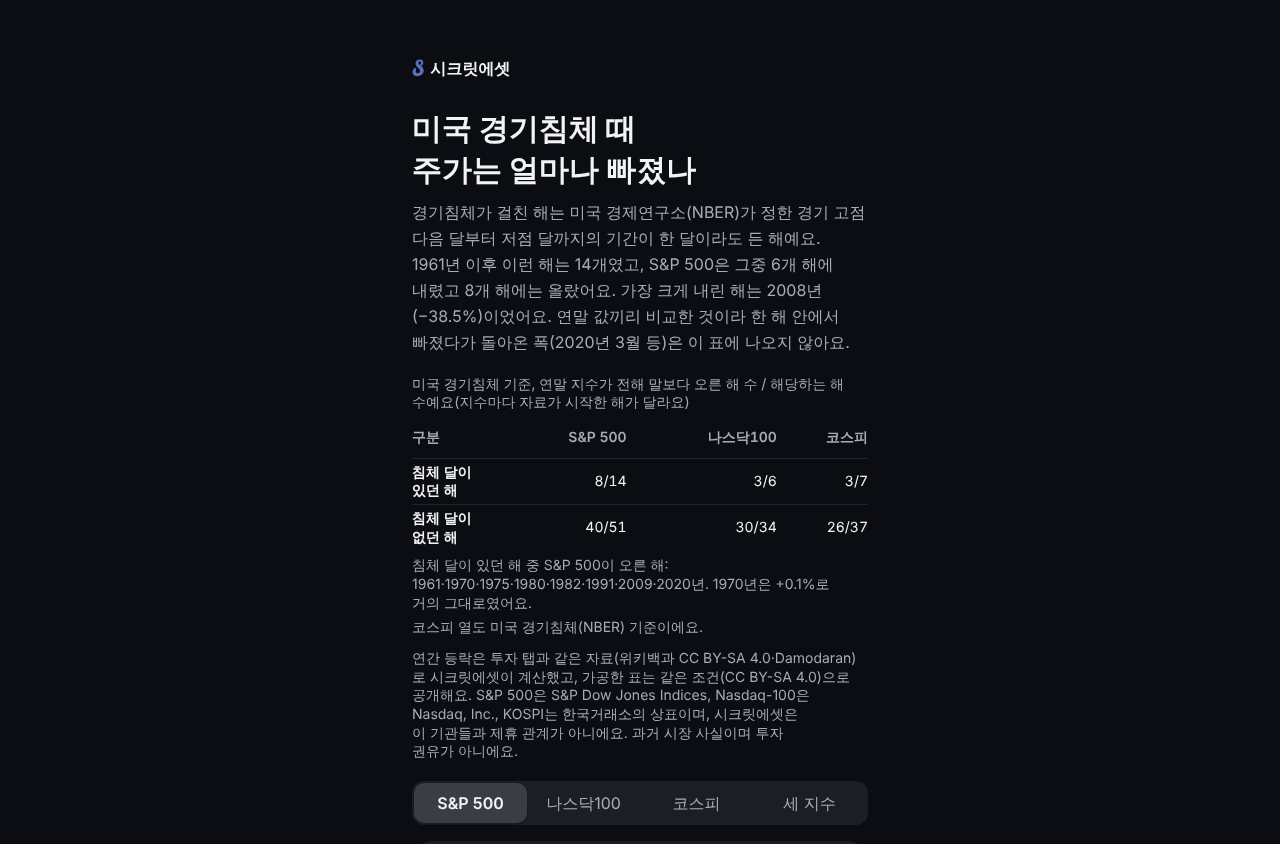 시크릿에셋
미국 경기침체 때
주가는 얼마나 빠졌나
경기침체가 걸친 해는 미국 경제연구소(NBER)가 정한 경기 고점
다음 달부터 저점 달까지의 기간이 한 달이라도 든 해예요.
1961년 이후 이런 해는 14개였고, S&P 500은 그중 6개 해에
내렸고 8개 해에는 올랐어요. 가장 크게 내린 해는 2008년
(−38.5%)이었어요. 연말 값끼리 비교한 것이라 한 해 안에서
빠졌다가 돌아온 폭(2020년 3월 등)은 이 표에 나오지 않아요.
미국 경기침체 기준, 연말 지수가 전해 말보다 오른 해 수 / 해당하는 해
수예요(지수마다 자료가 시작한 해가 달라요)
구분 S&P 500 나스닥100 코스피
침체 달이
있던 해 8/14 3/6 3/7
침체 달이
없던 해 40/51 30/34 26/37
침체 달이 있던 해 중 S&P 500이 오른 해:
1961·1970·1975·1980·1982·1991·2009·2020년. 1970년은 +0.1%로
거의 그대로였어요.
코스피 열도 미국 경기침체(NBER) 기준이에요.
연간 등락은 투자 탭과 같은 자료(위키백과 CC BY-SA 4.0·Damodaran)
로 시크릿에셋이 계산했고, 가공한 표는 같은 조건(CC BY-SA 4.0)으로
공개해요. S&P 500은 S&P Dow Jones Indices, Nasdaq-100은
Nasdaq, Inc., KOSPI는 한국거래소의 상표이며, 시크릿에셋은
이 기관들과 제휴 관계가 아니에요. 과거 시장 사실이며 투자
권유가 아니에요.
S&P 500 나스닥100 코스피 세 지수